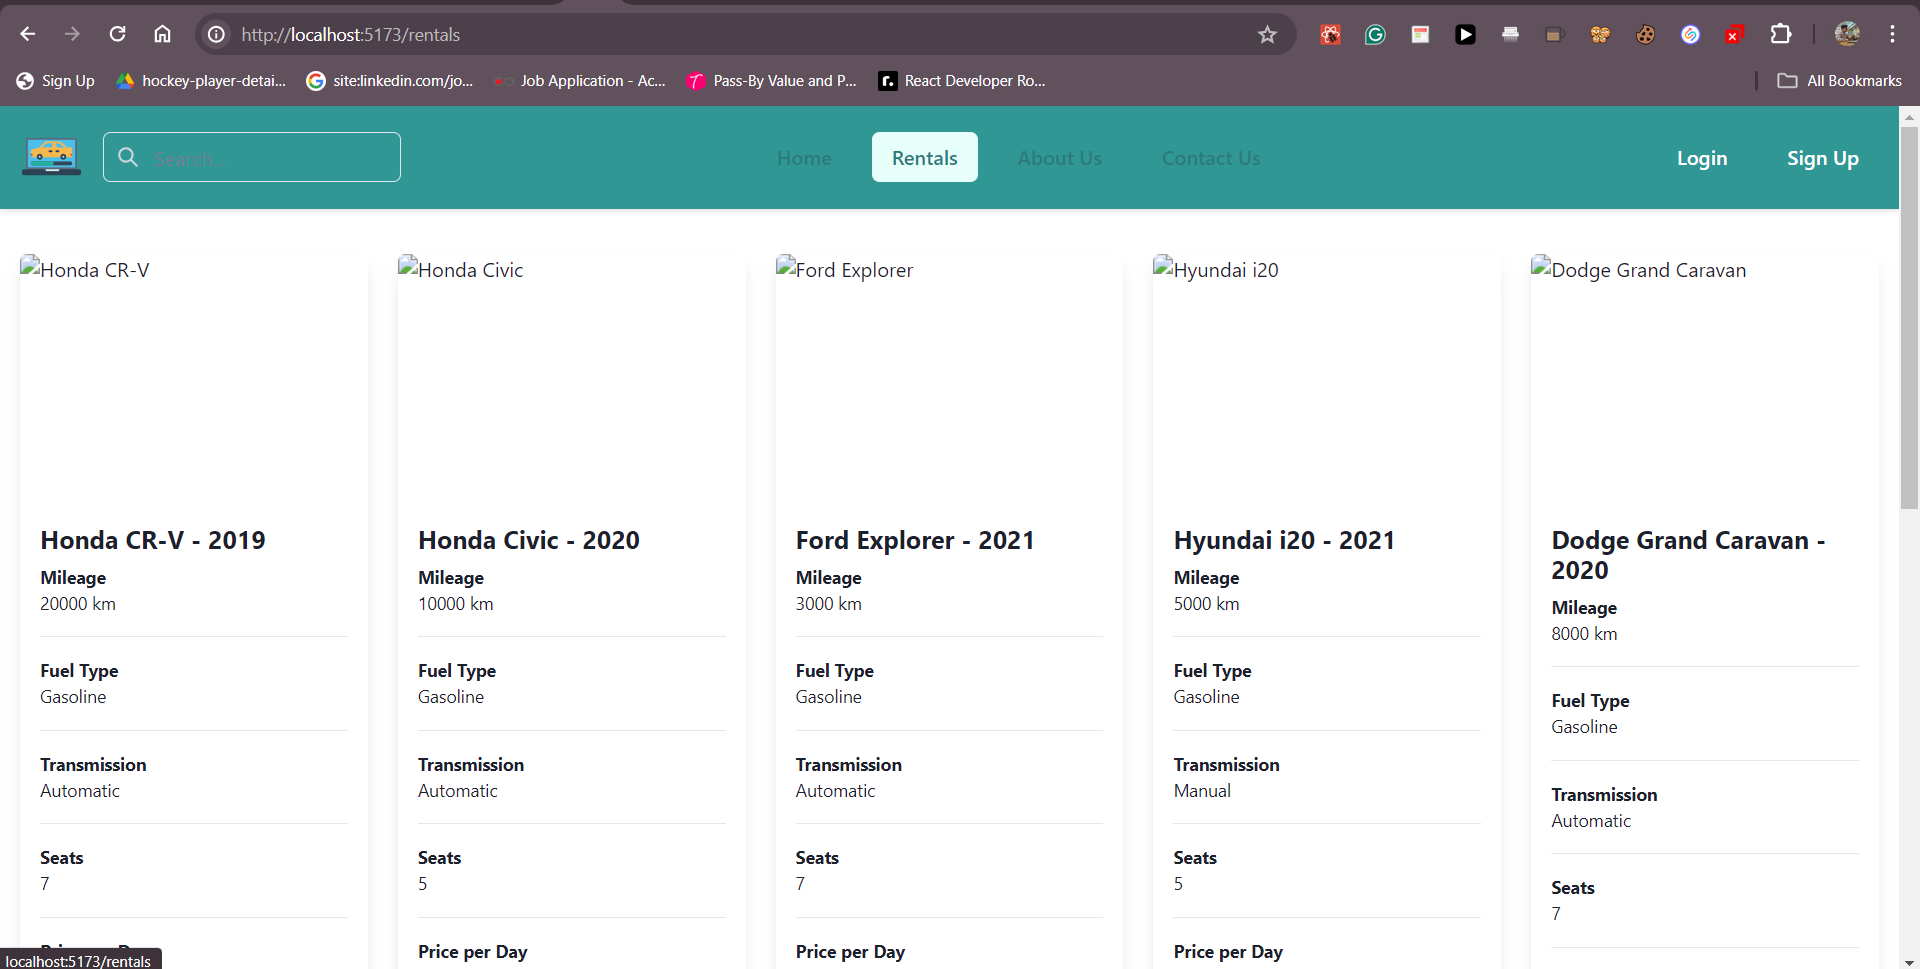 http://localhost:5173/rentals
Sign Up
hockey-player-detai...
site:linkedin.com/jo...
Job Application - Ac...
Pass-By Value and P...
React Developer Ro...
All Bookmarks
Search..
Home
Rentals
About Us
Contact Us
Login
Sign Up
Honda CR-V
Honda Civic
Ford Explorer
Hyundai i20
Dodge Grand Caravan
Honda CR-V - 2019
Mileage
20000 km
Fuel Type
Gasoline
Transmission
Automatic
Seats
7
Honda Civic - 2020
Mileage
10000 km
Fuel Type
Gasoline
Transmission
Automatic
Seats
5
Price per Day
Ford Explorer - 2021
Mileage
3000 km
Fuel Type
Gasoline
Transmission
Automatic
Seats
7
Price per Day
Hyundai i20 - 2021
Mileage
5000 km
Fuel Type
Gasoline
Transmission
Manual
Seats
5
Price per Day
Dodge Grand Caravan -
2020
Mileage
8000 km
Fuel Type
Gasoline
Transmission
Automatic
Seats
7
localhost:5173/rentals